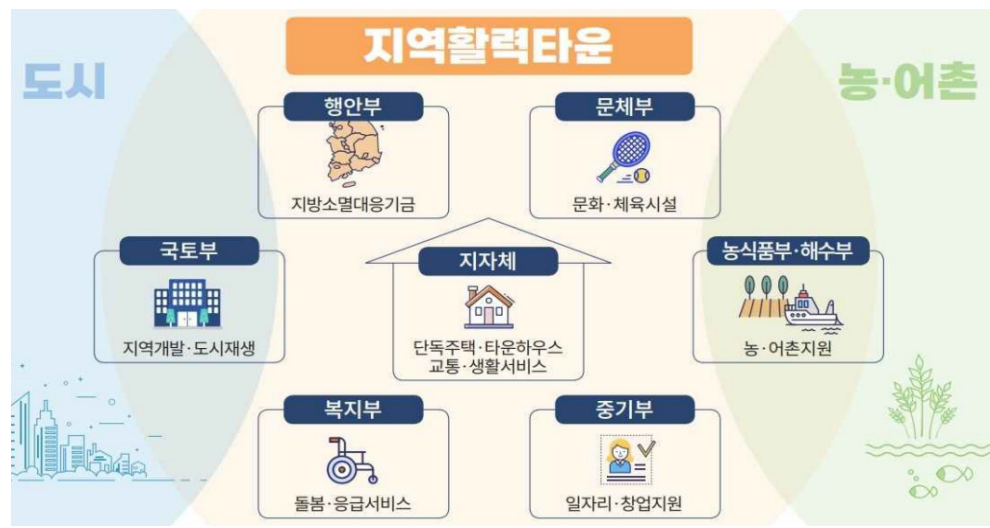 지역활력타운
도시
농·어촌
행안부
지방소멸대응기금
문체부
문화·체육시설
국토부
지역개발·도시재생
지자체
단독주택·타운하우스
교통·생활서비스
농식품부·해수부
농·어촌지원
복지부
돌봄·응급서비스
중기부
일자리·창업지원